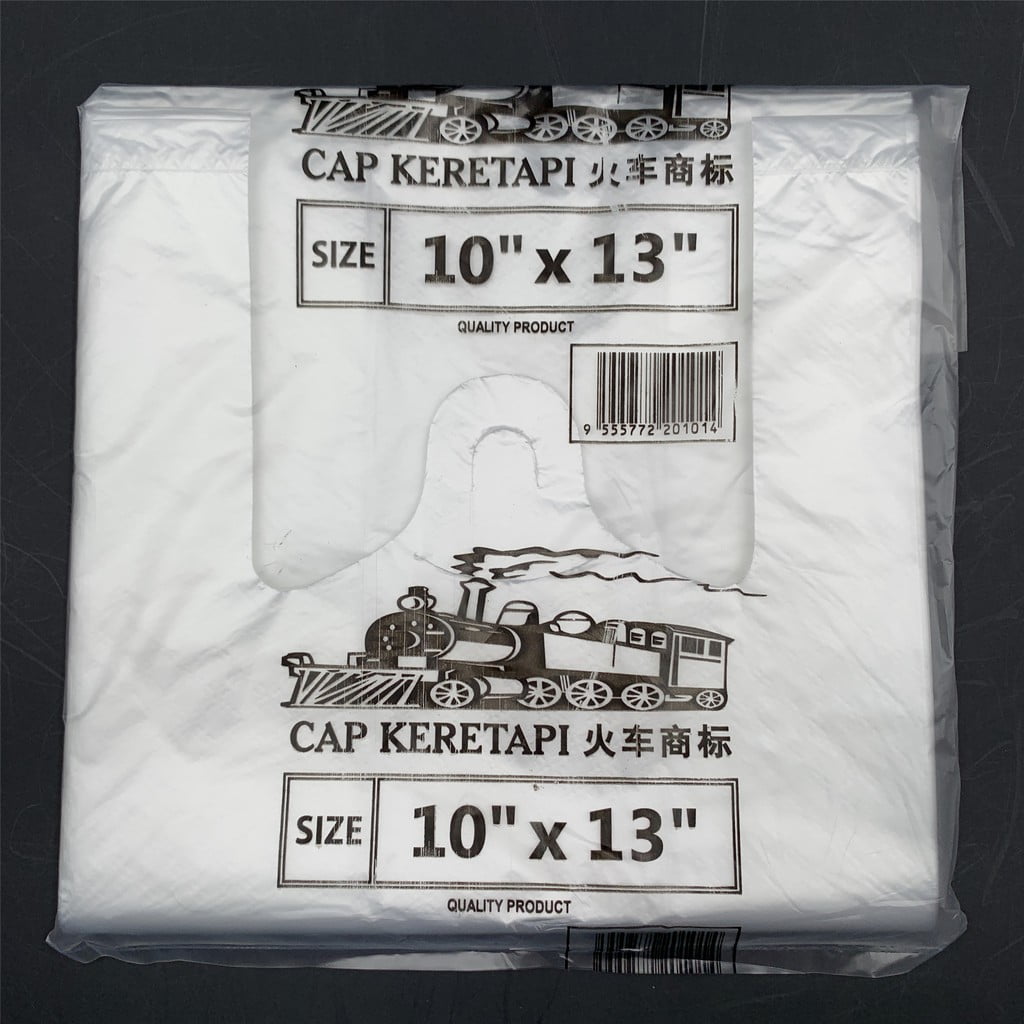 CAP KERETAPI 火车商标
SIZE 10" x 13"
QUALITY PRODUCT
9 555772 201014
CAP KERETAPI 火车商标
SIZE 10" x 13"
QUALITY PRODUCT